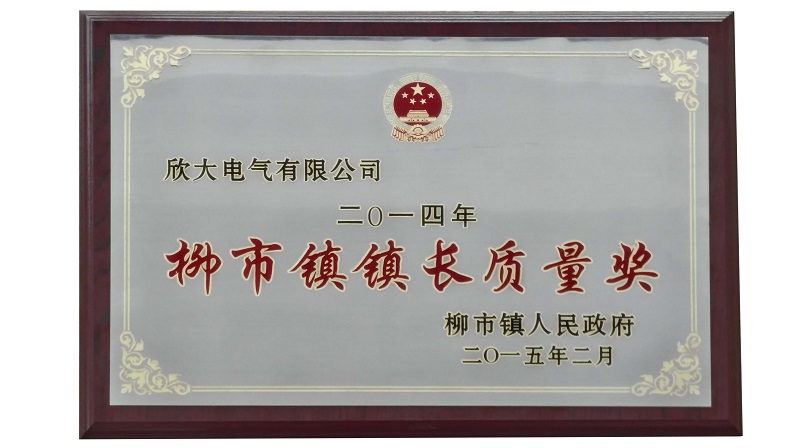 欣大电气有限公司
二〇一四年
柳市镇镇长质量奖
柳市镇人民政府
二〇一五年二月